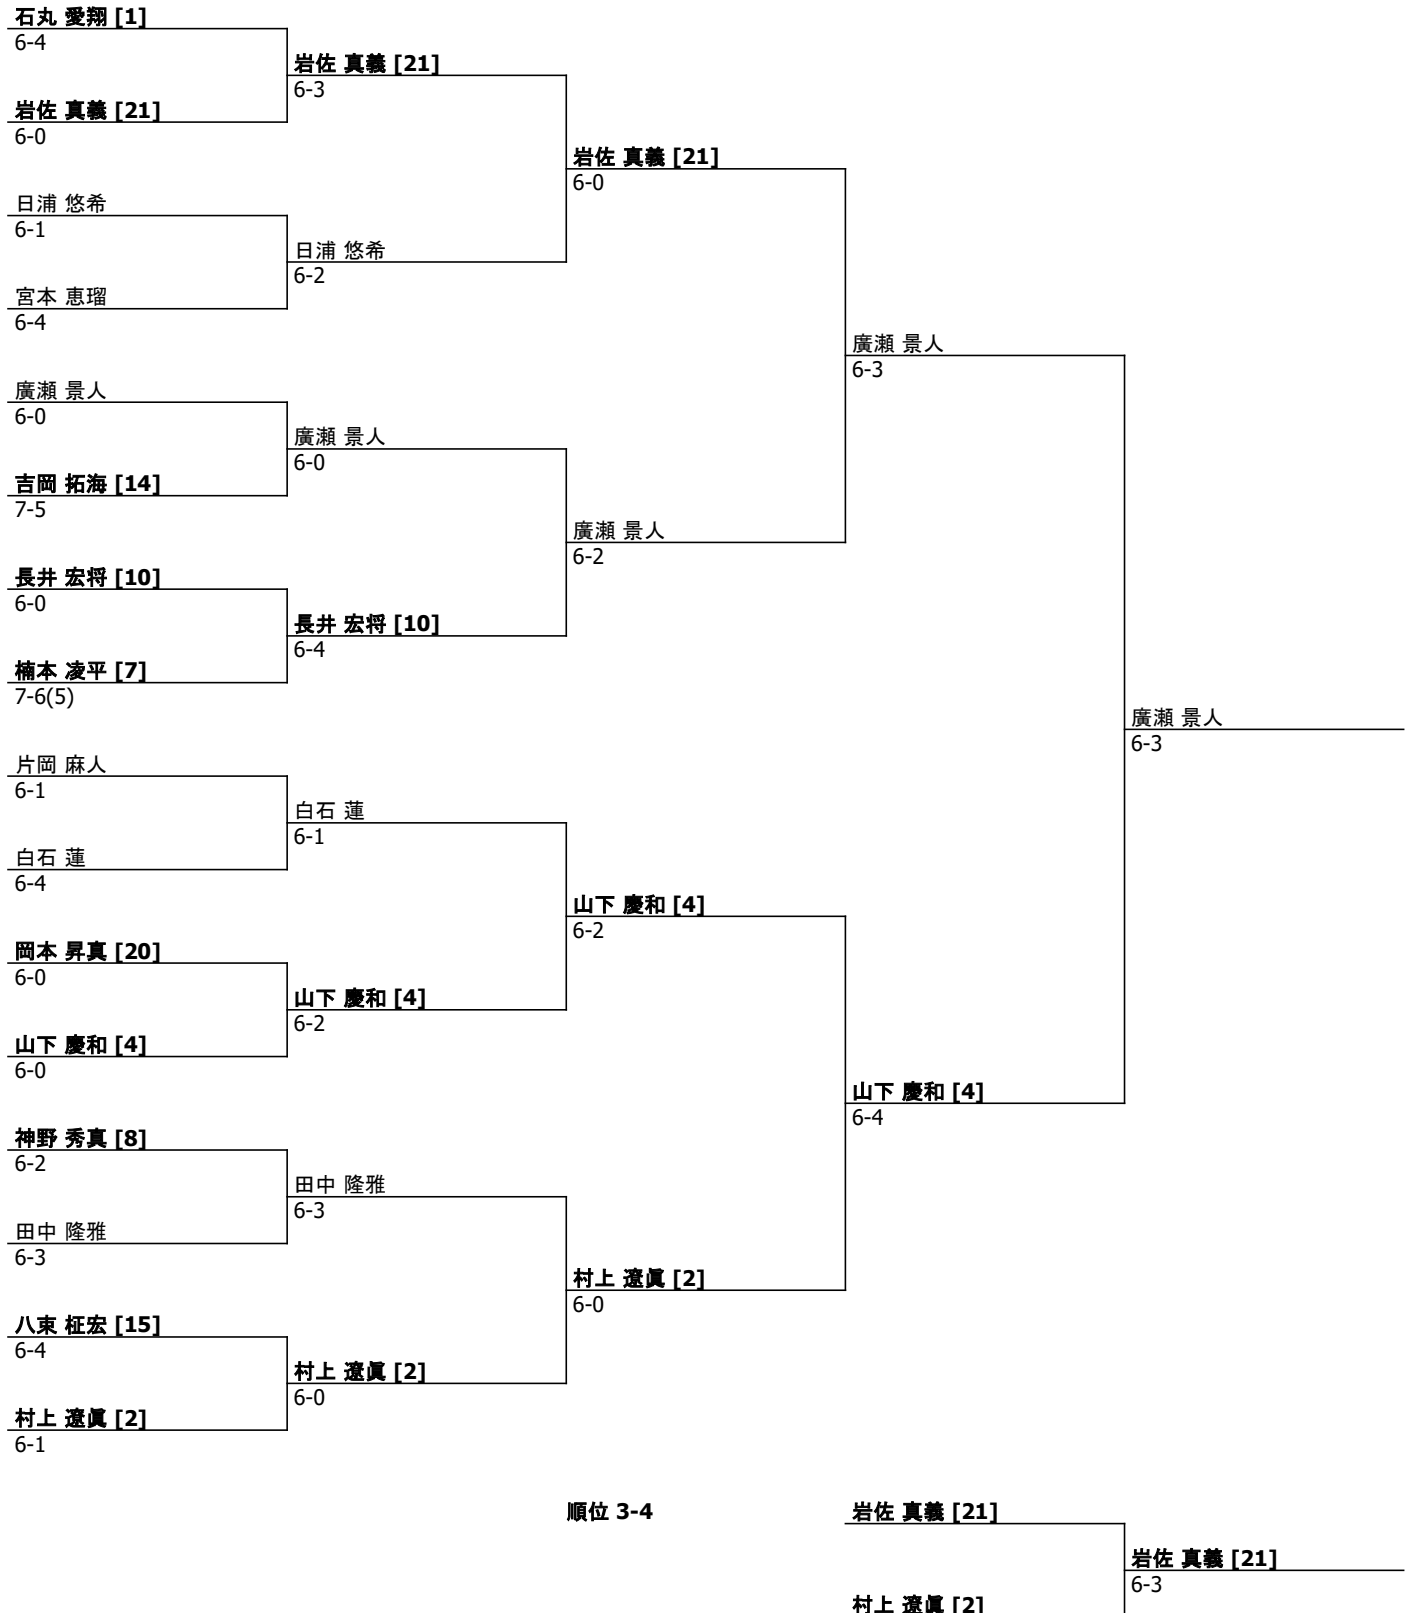 石丸 愛翔 [1]
6-4
岩佐 真義 [21]
6-3
岩佐 真義 [21]
6-0
岩佐 真義 [21]
6-0
日浦 悠希
6-1
日浦 悠希
6-2
宮本 恵瑠
6-4
廣瀬 景人
6-3
廣瀬 景人
6-0
廣瀬 景人
6-0
吉岡 拓海 [14]
7-5
廣瀬 景人
6-2
長井 宏将 [10]
6-0
長井 宏将 [10]
6-4
楠本 凌平 [7]
7-6(5)
廣瀬 景人
6-3
片岡 麻人
6-1
白石 蓮
6-1
白石 蓮
6-4
山下 慶和 [4]
6-2
岡本 昇真 [20]
6-0
山下 慶和 [4]
6-2
山下 慶和 [4]
6-0
山下 慶和 [4]
6-4
神野 秀真 [8]
6-2
田中 隆雅
6-3
田中 隆雅
6-3
村上 遼眞 [2]
6-0
八束 柾宏 [15]
6-4
村上 遼眞 [2]
6-0
村上 遼眞 [2]
6-1
順位 3-4
岩佐 真義 [21]
岩佐 真義 [21]
6-3
村上 遼眞 [2]